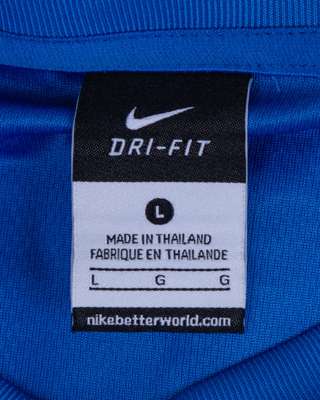 DRI-FIT
L
MADE IN THAILAND
FABRIQUE EN THAILANDE
L G G
nikebetterworld.com